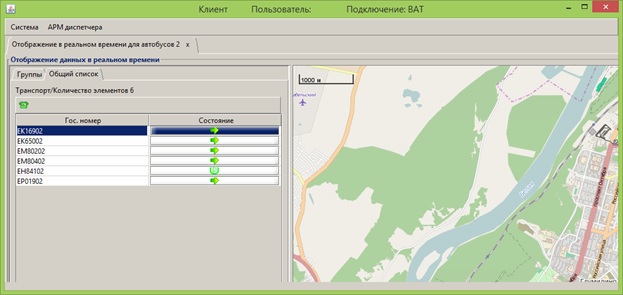 Клиент Пользователь: Подключение: ВАТ
Система АРМ диспетчера
Отображение в реальном времени для автобусов 2 x
Отображение данных в реальном времени
Группы Общий список
Транспорт/Количество элементов 6
Гос. номер Состояние
ЕК16902
ЕК65002
ЕМ80202
ЕМ80402
ЕН84102
ЕР01902
1000 м